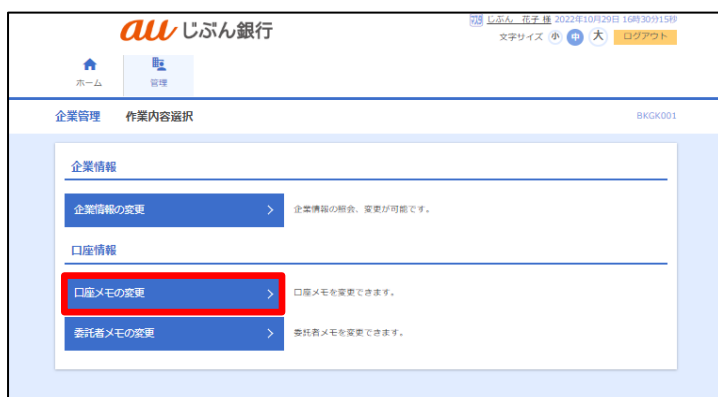 au じぶん銀行
じぶん 花子 様 2022年10月29日 16時30分15秒
文字サイズ 小 中 大 ログアウト
ホーム 管理
企業管理 作業内容選択 BKGK001
企業情報
企業情報の変更 企業情報の照会、変更が可能です。
口座情報
口座メモの変更 口座メモを変更できます。
委託者メモの変更 委託者メモを変更できます。